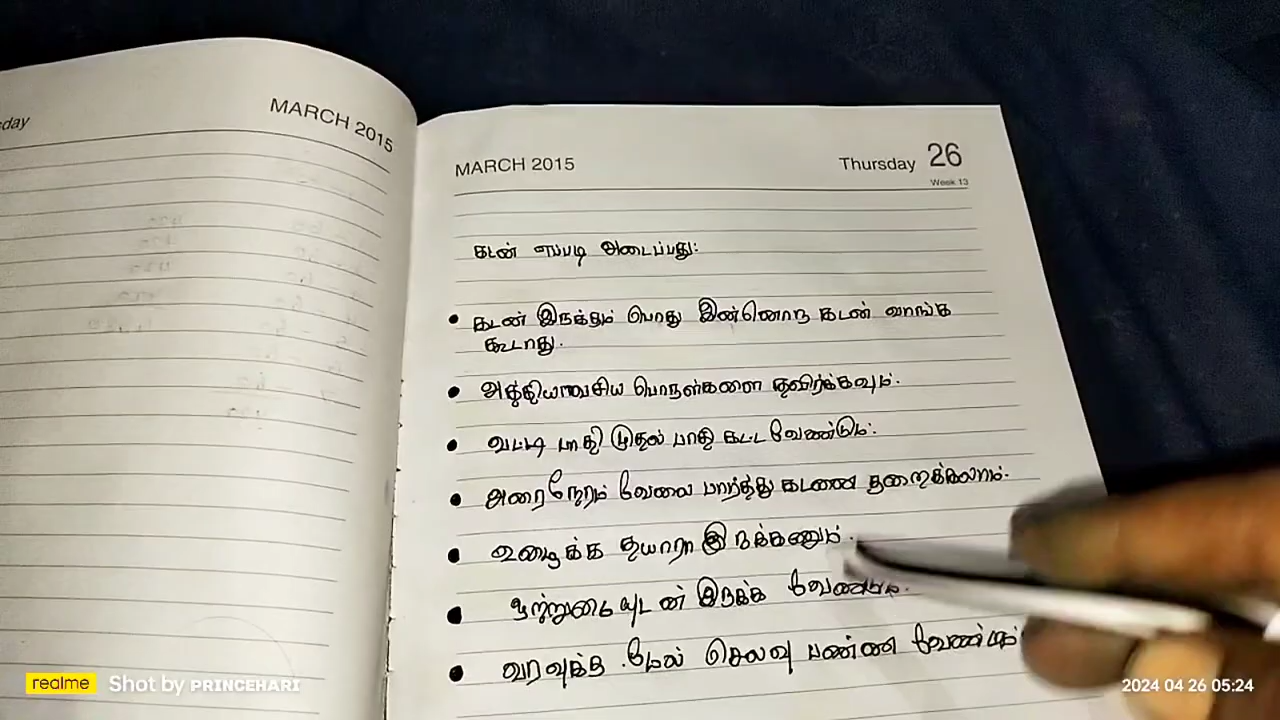 sday
MARCH 2015
MARCH 2015
Thursday 26
Week 13
கடன் எப்படி அடைப்பது:
• கடன் இருக்கும் பொது இன்னொரு கடன் வாங்க
கூடாது.
• அத்தியாவசிய பொருள்களை தவிர்க்கவும்.
• வட்டி பாதி முதல் பாதி கட்ட வேண்டும்.
• அரைநேரம் வேலை பார்த்து கடனை குறைக்கலாம்.
• உழைக்க தயாரா இருக்கணும்.
• ஒற்றுமையுடன் இருக்க வேண்டும்.
• வரவுக்கு மேல் செலவு பண்ண வேண்டாம்
realme Shot by PRINCEHARI
2024 04 26 05:24